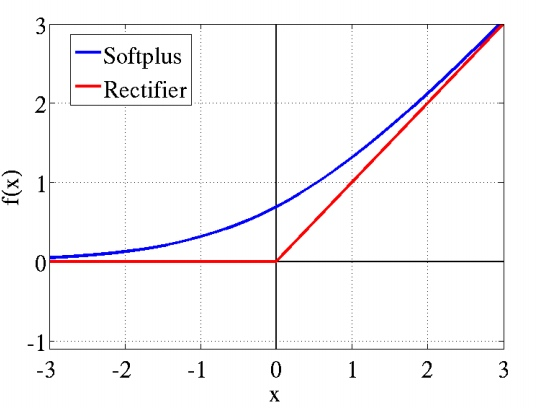 3
Softplus
Rectifier
2
f(x)
1
0
-1
-3 -2 -1 0 1 2 3
x